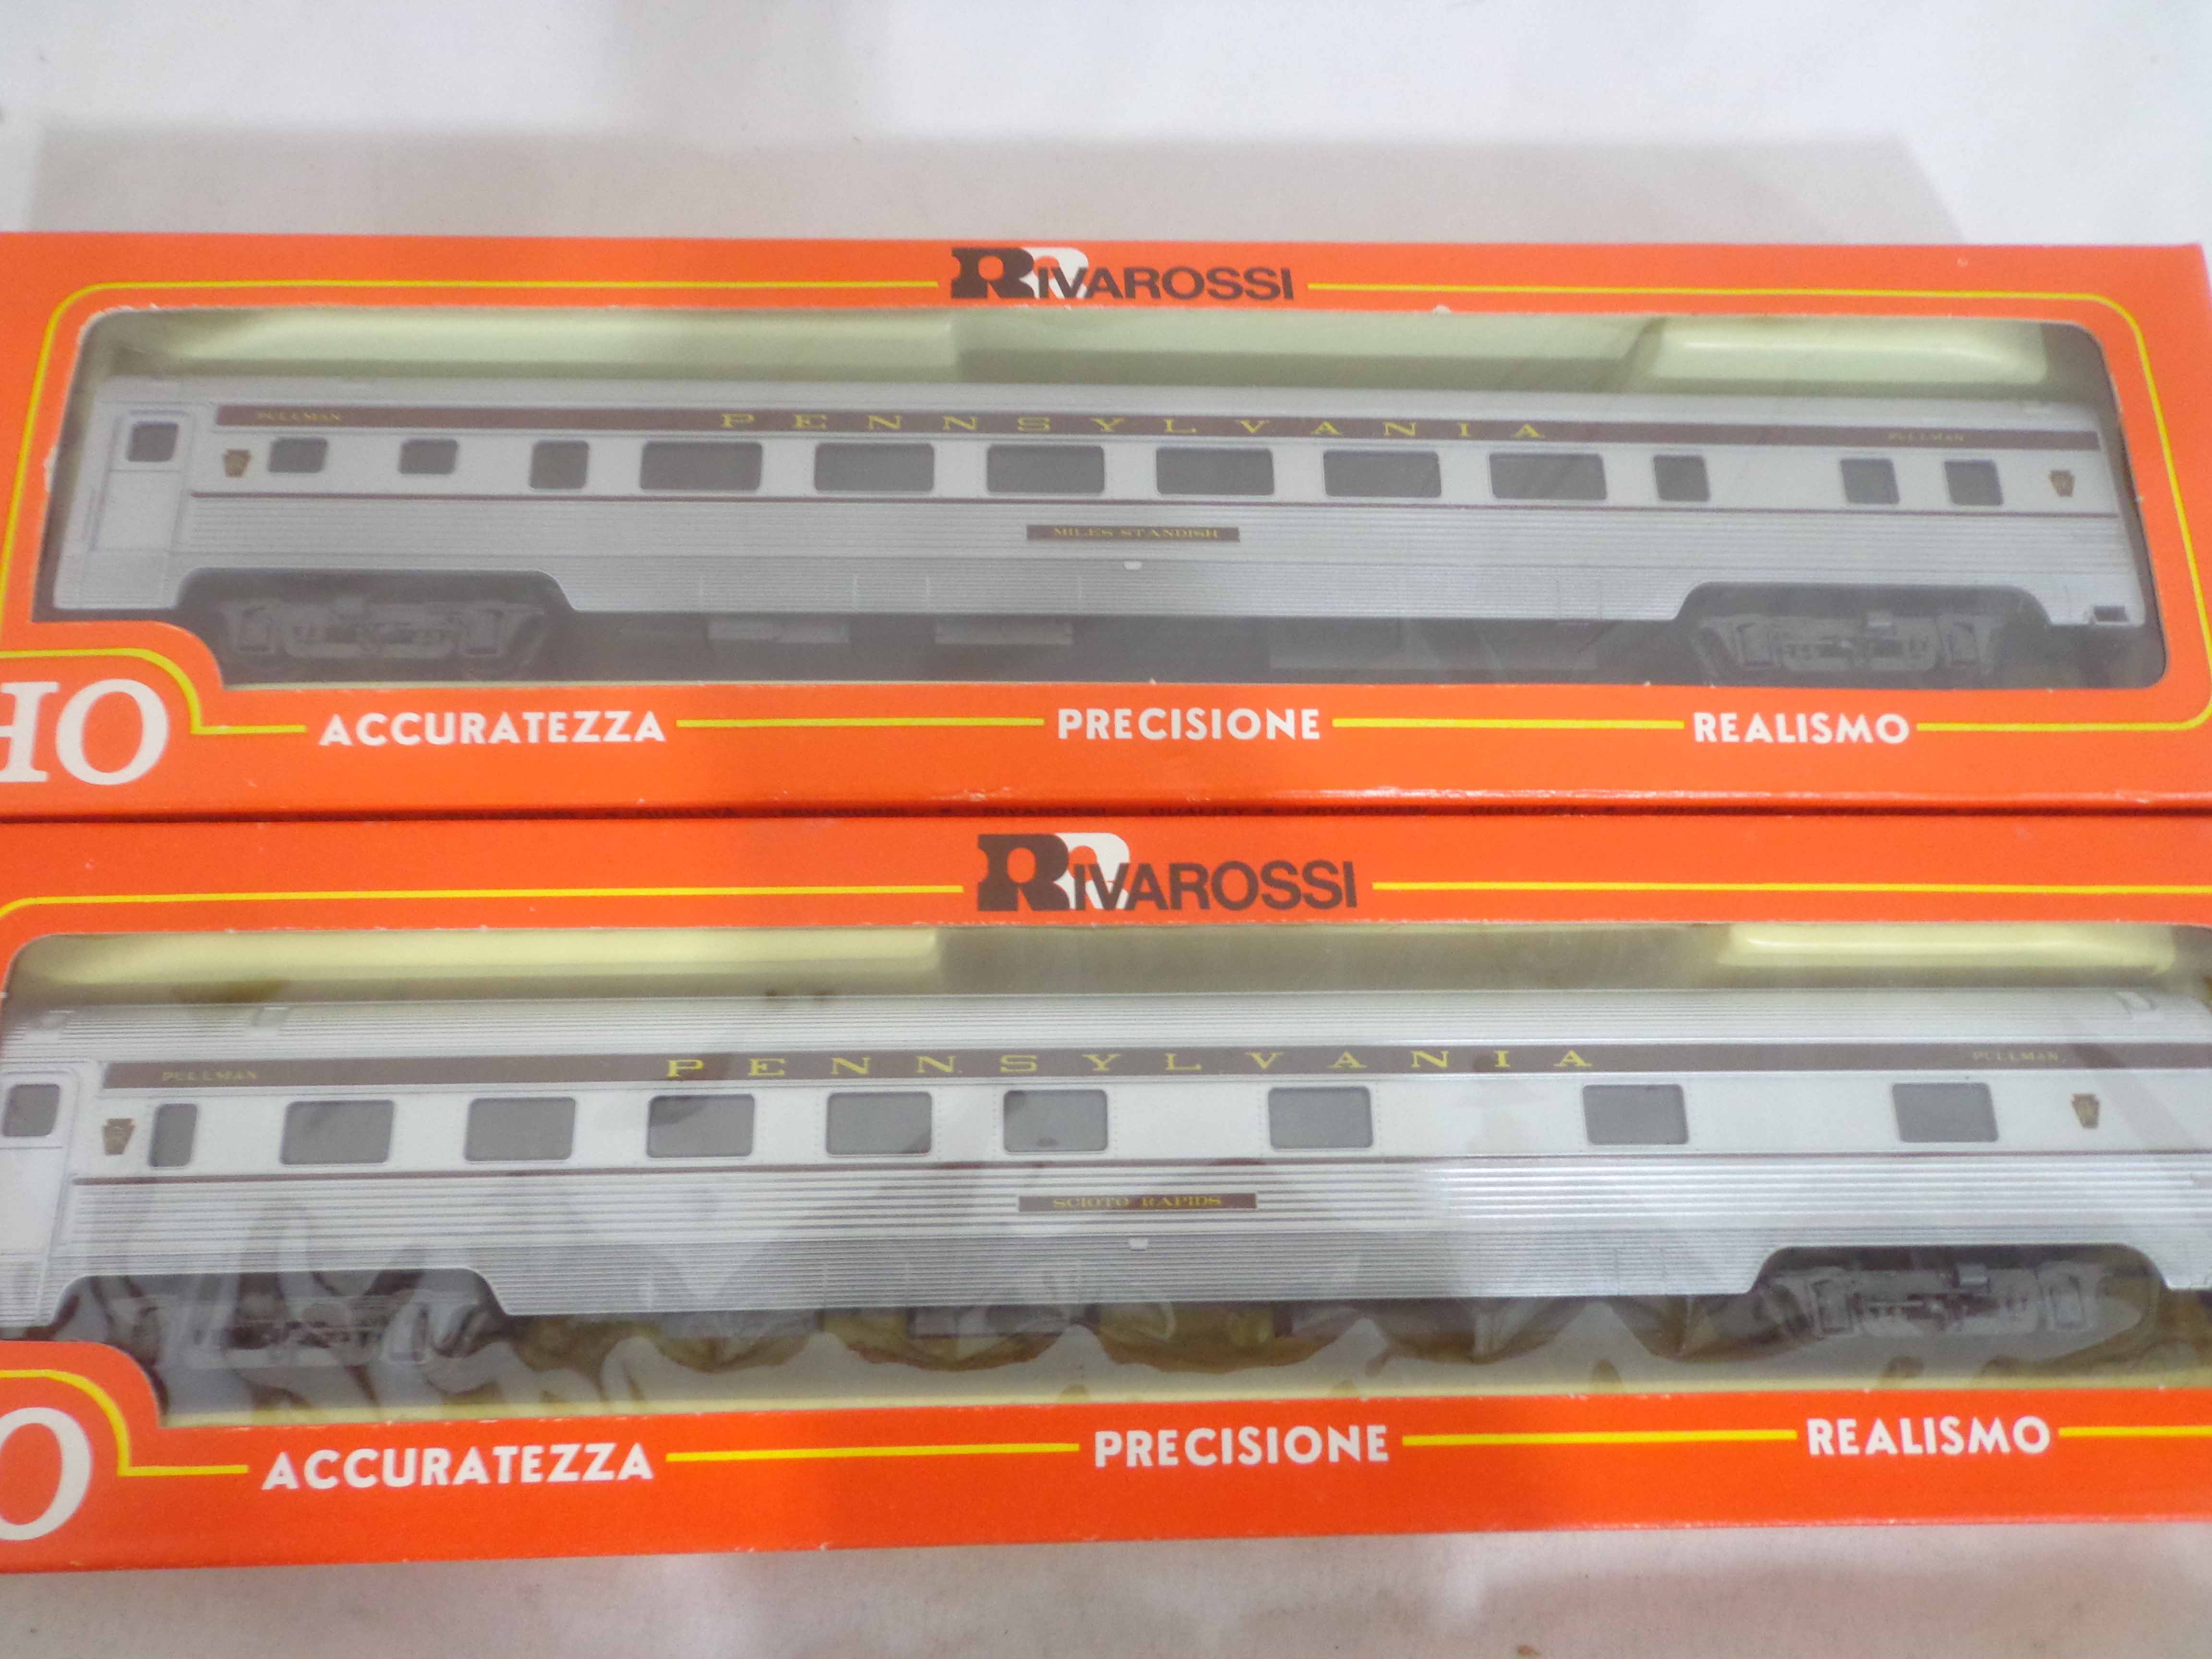 RIVAROSSI
PULLMAN PENNSYLVANIA PULLMAN
MILES STANDISH
HO ACCURATEZZA PRECISIONE REALISMO
RIVAROSSI
PULLMAN PENNSYLVANIA PULLMAN
SCIOTO RAPIDS
O ACCURATEZZA PRECISIONE REALISMO